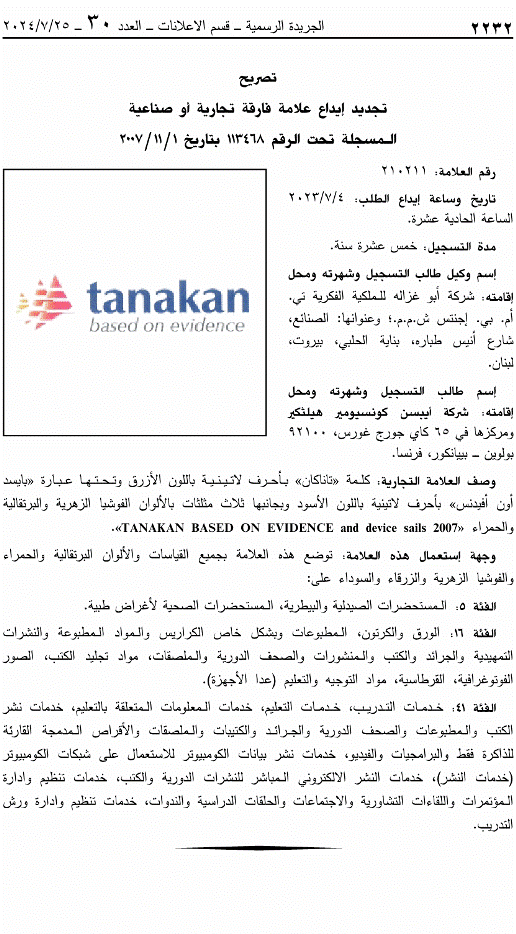 ٢٢٣٢
الجريدة الرسمية ــ قسم الاعلانات ــ العدد ٣٠ ــ ٢٠٢٤/٧/٢٥
تصريح
تجديد إيداع علامة فارقة تجارية أو صناعية
المسجلة تحت الرقم ١١٣٤٦٨ بتاريخ ٢٠٠٧/١١/١
tanakan
based on evidence
رقم العلامة: ٢١٠٢١١
تاريخ وساعة إيداع الطلب: ٢٠٢٣/٧/٤
الساعة الحادية عشرة.
مدة التسجيل: خمس عشرة سنة.
إسم وكيل طالب التسجيل وشهرته ومحل
إقامته: شركة أبو غزاله للملكية الفكرية تي.
أم. بي. إجنتس ش.م.م.؛ وعنوانها: الصنائع،
شارع أنيس طباره، بناية الحلبي، بيروت،
لبنان.
إسم طالب التسجيل وشهرته ومحل
إقامته: شركة أيبسن كونسيومير هيلثكير
ومركزها في ٦٥ كاي جورج غورس، ٩٢١٠٠
بولوين ــ بييانكور، فرنسا.
وصف العلامة التجارية: كلمة «تاناكان» بأحرف لاتينية باللون الأزرق وتحتها عبارة «بايسد
أون أفيدنس» بأحرف لاتينية باللون الأسود وبجانبها ثلاث مثلثات بالألوان الفوشيا الزهرية والبرتقالية
والحمراء «TANAKAN BASED ON EVIDENCE and device sails 2007».
وجهة إستعمال هذه العلامة: توضع هذه العلامة بجميع القياسات والألوان البرتقالية والحمراء
والفوشيا الزهرية والزرقاء والسوداء على:
الفئة ٥: المستحضرات الصيدلية والبيطرية، المستحضرات الصحية لأغراض طبية.
الفئة ١٦: الورق والكرتون، المطبوعات وبشكل خاص الكراريس والمواد المطبوعة والنشرات
التمهيدية والجرائد والكتب والمنشورات والصحف الدورية والملصقات، مواد تجليد الكتب، الصور
الفوتوغرافية، القرطاسية، مواد التوجيه والتعليم (عدا الأجهزة).
الفئة ٤١: خدمات التدريب، خدمات التعليم، خدمات المعلومات المتعلقة بالتعليم، خدمات نشر
الكتب والمطبوعات والصحف الدورية والجرائد والكتيبات والملصقات والأقراص المدمجة القارئة
للذاكرة فقط والبرامجيات والفيديو، خدمات نشر بيانات الكومبيوتر للاستعمال على شبكات الكومبيوتر
(خدمات النشر)، خدمات النشر الالكتروني المباشر للنشرات الدورية والكتب، خدمات تنظيم وادارة
المؤتمرات واللقاءات التشاورية والاجتماعات والحلقات الدراسية والندوات، خدمات تنظيم وادارة ورش
التدريب.